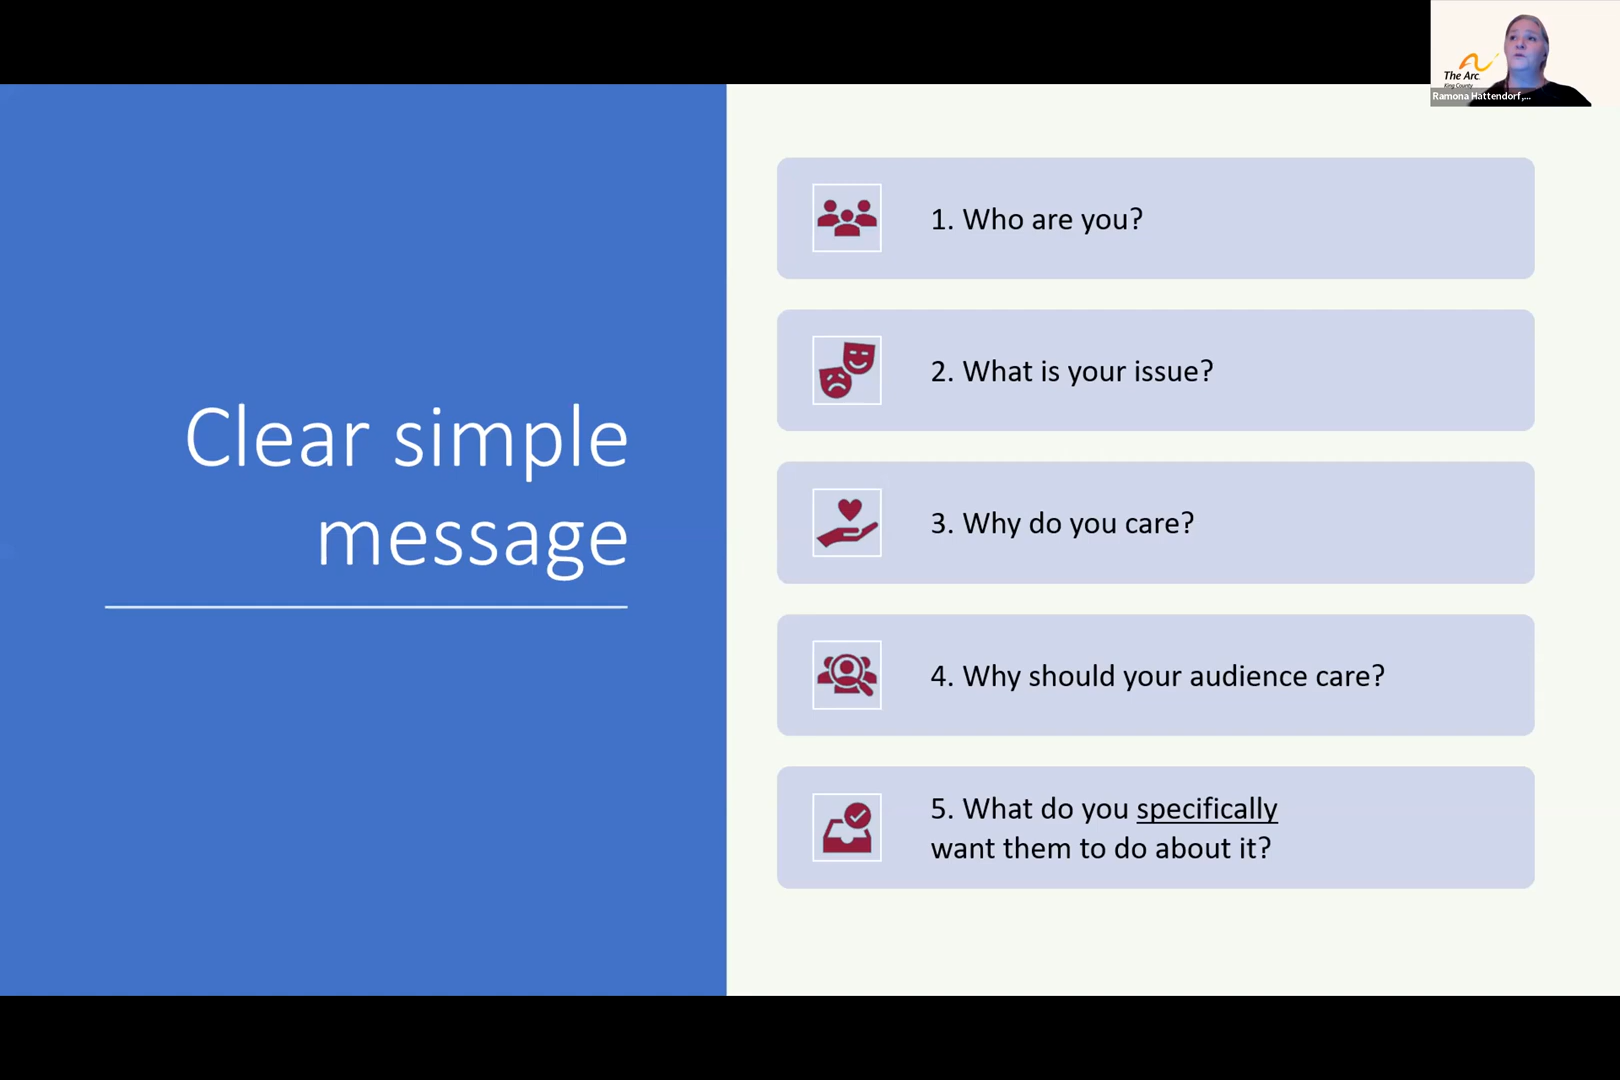 Clear simple
message
1. Who are you?
2. What is your issue?
3. Why do you care?
4. Why should your audience care?
5. What do you specifically
want them to do about it?
The Arc
King County
Ramona Hattendorf,...